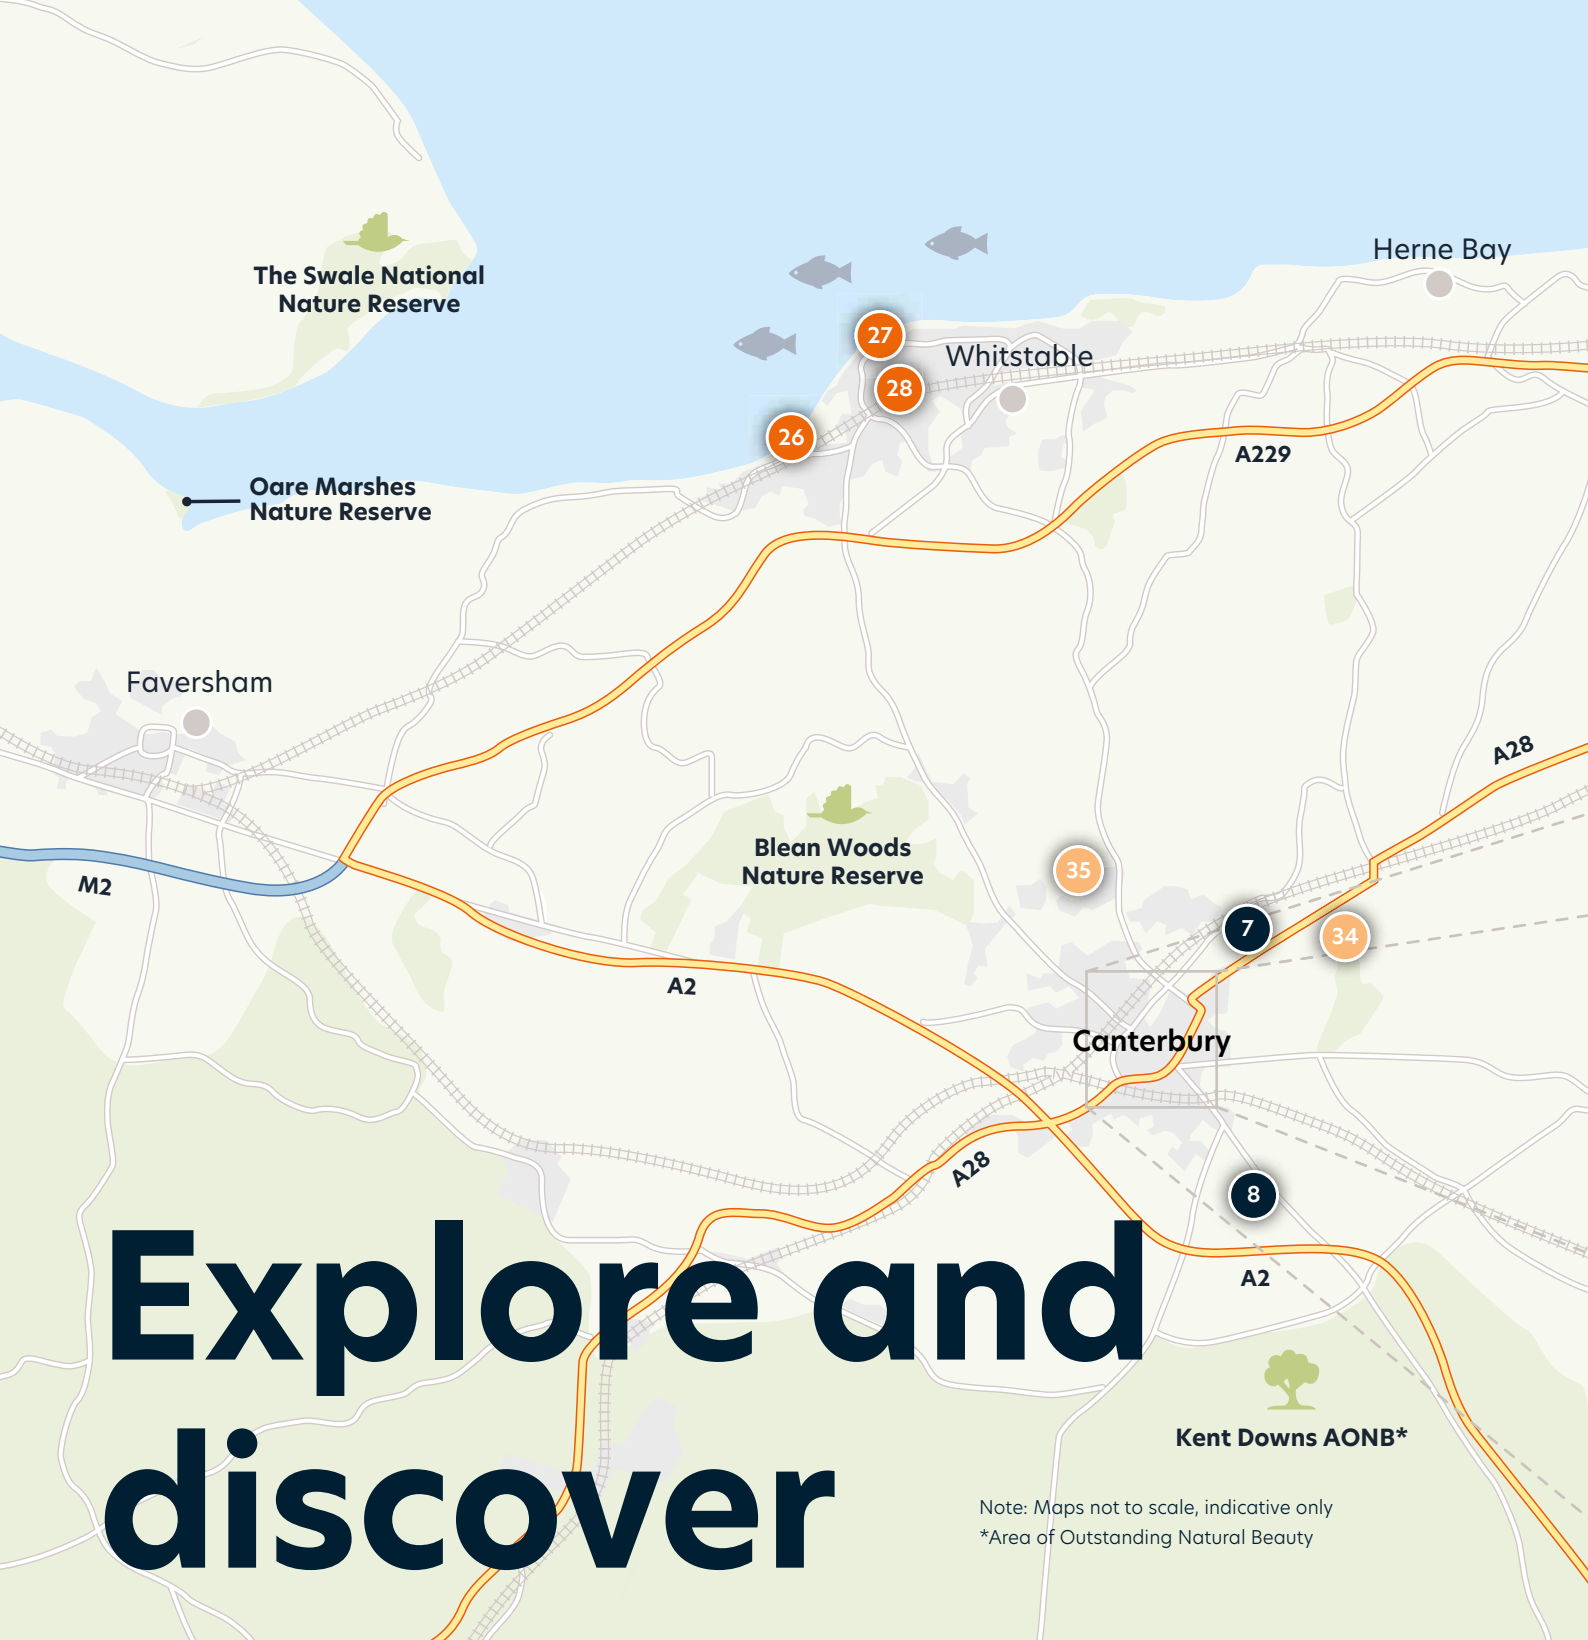 Herne Bay
The Swale National
Nature Reserve
27
Whitstable
28
26
A229
Oare Marshes
Nature Reserve
Faversham
A28
Blean Woods
Nature Reserve
35
M2
7
34
A2
Canterbury
A28
8
Explore and
A2
discover
Kent Downs AONB*
Note: Maps not to scale, indicative only
*Area of Outstanding Natural Beauty